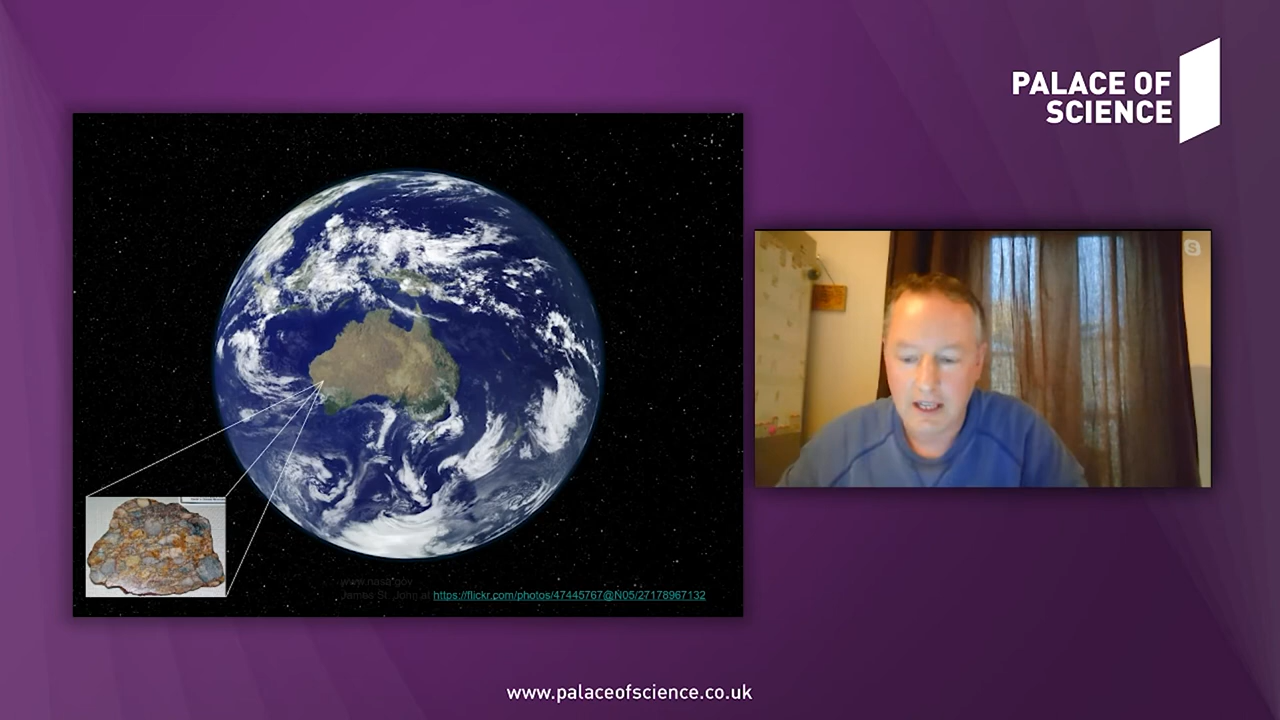 PALACE OF
SCIENCE
www.nasa.gov
James St. John at https://flickr.com/photos/47445767@N05/27178967132
www.palaceofscience.co.uk